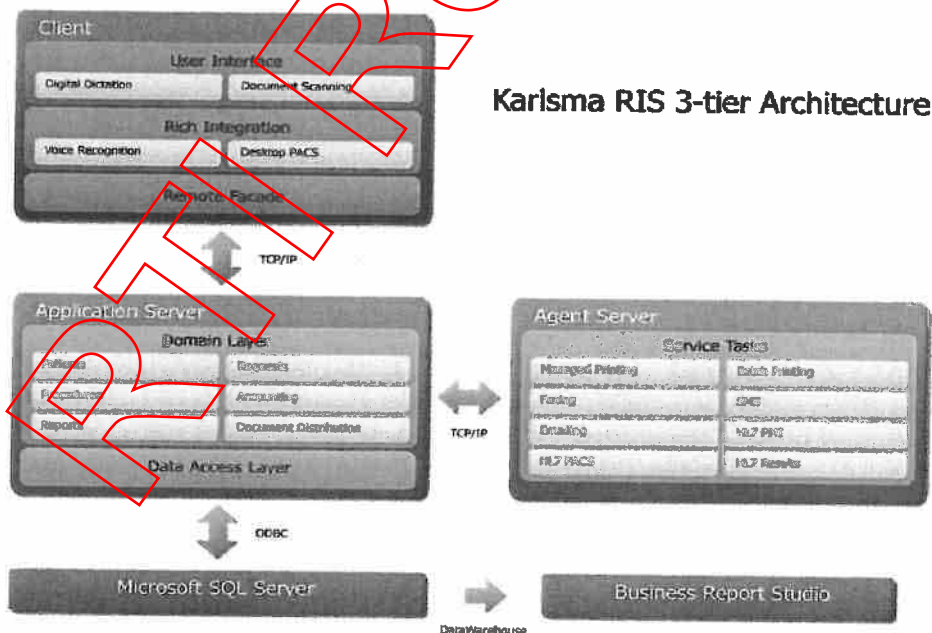 Client
User Interface
Digital Dictation
Document Scanning
Karisma RIS 3-tier Architecture
Rich Integration
Voice Recognition
Desktop PACS
Remote Facade
TCP/IP
Application Server
Domain Layer
Patients
Requests
Procedures
Accounting
Reports
Document Distribution
Data Access Layer
TCP/IP
Agent Server
Service Tasks
Managed Printing
Batch Printing
Faxing
SMS
Emailing
HL7 PMI
HL7 PACS
HL7 Results
ODBC
Microsoft SQL Server
DataWarehouse
Business Report Studio
RTI R